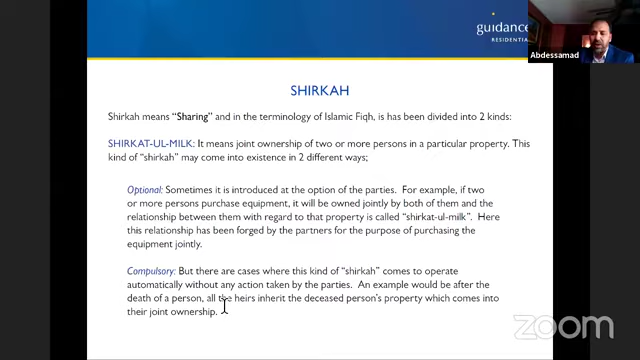 guidance
RESIDENTIAL
Abdessamad
SHIRKAH
Shirkah means "Sharing" and in the terminology of Islamic Fiqh, is has been divided into 2 kinds:
SHIRKAT-UL-MILK: It means joint ownership of two or more persons in a particular property. This
kind of "shirkah" may come into existence in 2 different ways;
Optional: Sometimes it is introduced at the option of the parties. For example, if two
or more persons purchase equipment, it will be owned jointly by both of them and the
relationship between them with regard to that property is called "shirkat-ul-milk". Here
this relationship has been forged by the partners for the purpose of purchasing the
equipment jointly.
Compulsory: But there are cases where this kind of "shirkah" comes to operate
automatically without any action taken by the parties. An example would be after the
death of a person, all the heirs inherit the deceased person's property which comes into
their joint ownership.
zoom